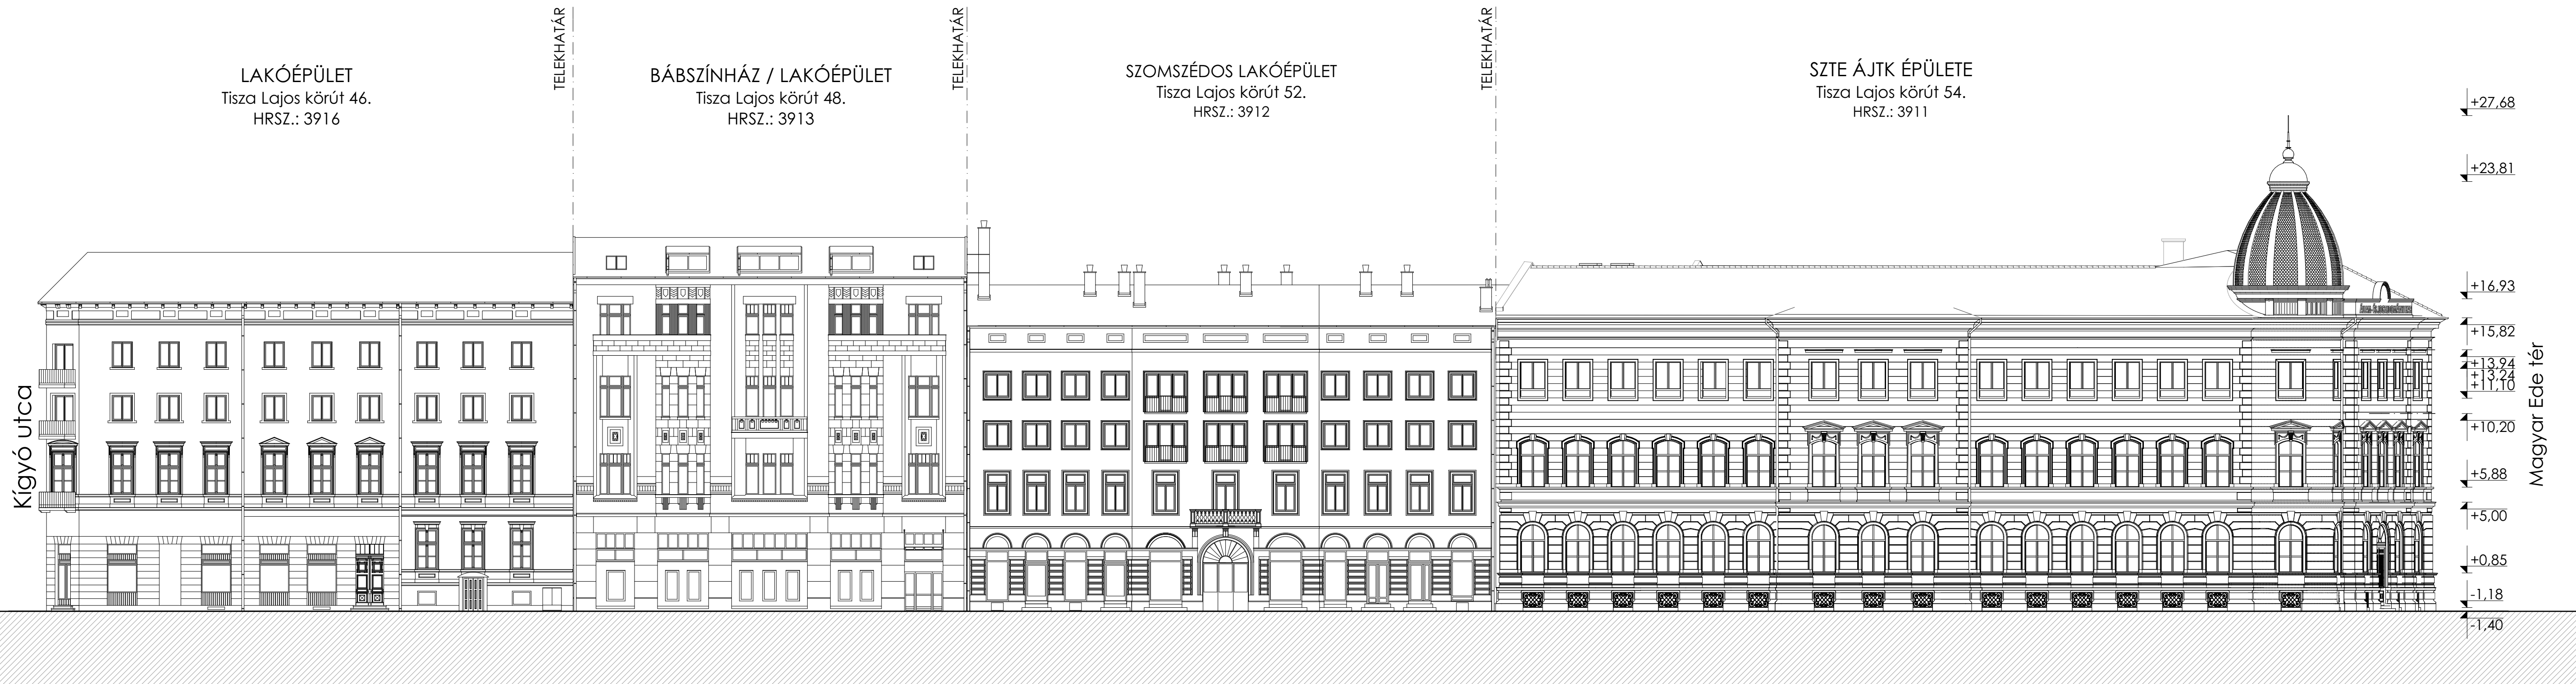 LAKÓÉPÜLET
Tisza Lajos körút 46.
HRSZ.: 3916
TELEKHATÁR
BÁBSZÍNHÁZ / LAKÓÉPÜLET
Tisza Lajos körút 48.
HRSZ.: 3913
TELEKHATÁR
SZOMSZÉDOS LAKÓÉPÜLET
Tisza Lajos körút 52.
HRSZ.: 3912
TELEKHATÁR
SZTE ÁJTK ÉPÜLETE
Tisza Lajos körút 54.
HRSZ.: 3911
+27,68
+23,81
+16,93
+15,82
+13,94
+13,24
+11,10
+10,20
+5,88
+5,00
+0,85
-1,18
-1,40
Kígyó utca
Magyar Ede tér